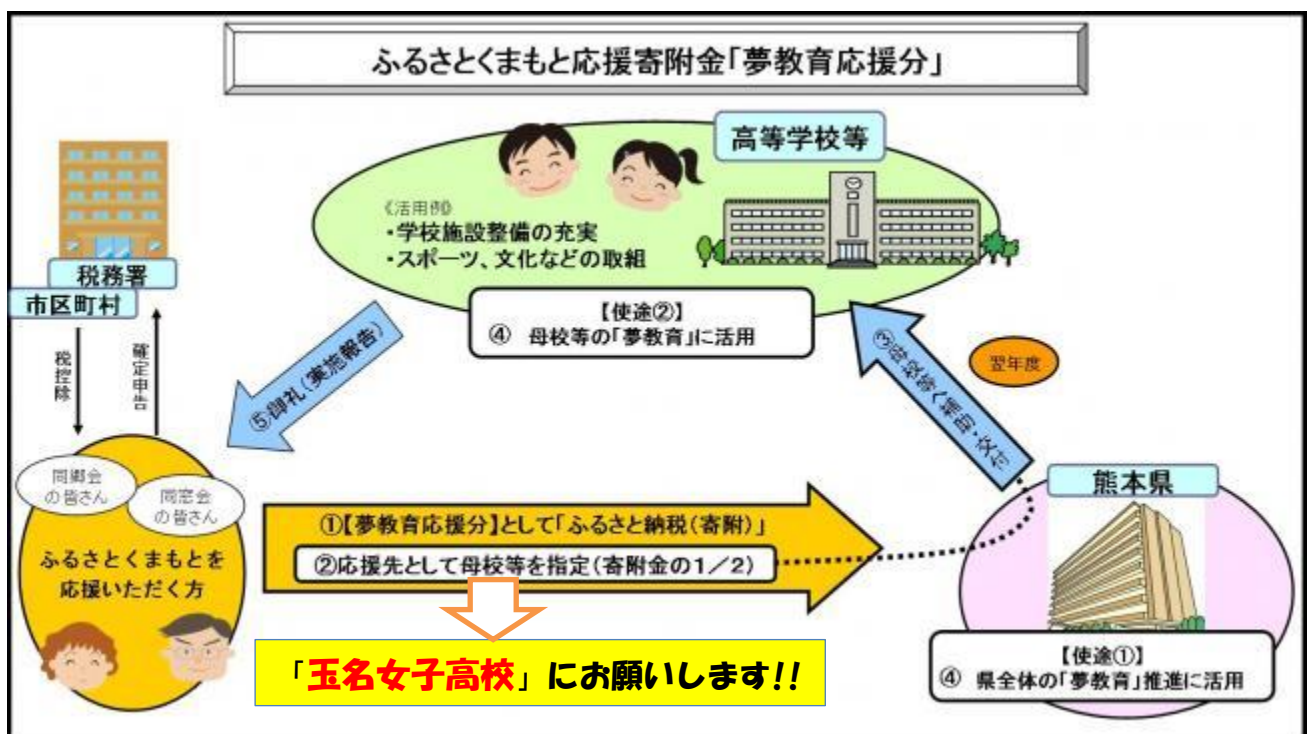 ふるさとくまもと応援寄附金「夢教育応援分」
高等学校等
《活用例》
・学校施設整備の充実
・スポーツ、文化などの取組
【使途②】
④ 母校等の「夢教育」に活用
税務署
市区町村
税控除
確定申告
⑤御礼(実施報告)
③母校等へ補助・交付
翌年度
同郷会
の皆さん
同窓会
の皆さん
ふるさとくまもとを
応援いただく方
①【夢教育応援分】として「ふるさと納税(寄附)」
②応援先として母校等を指定(寄附金の1/2)
「玉名女子高校」にお願いします!!
熊本県
【使途①】
④ 県全体の「夢教育」推進に活用